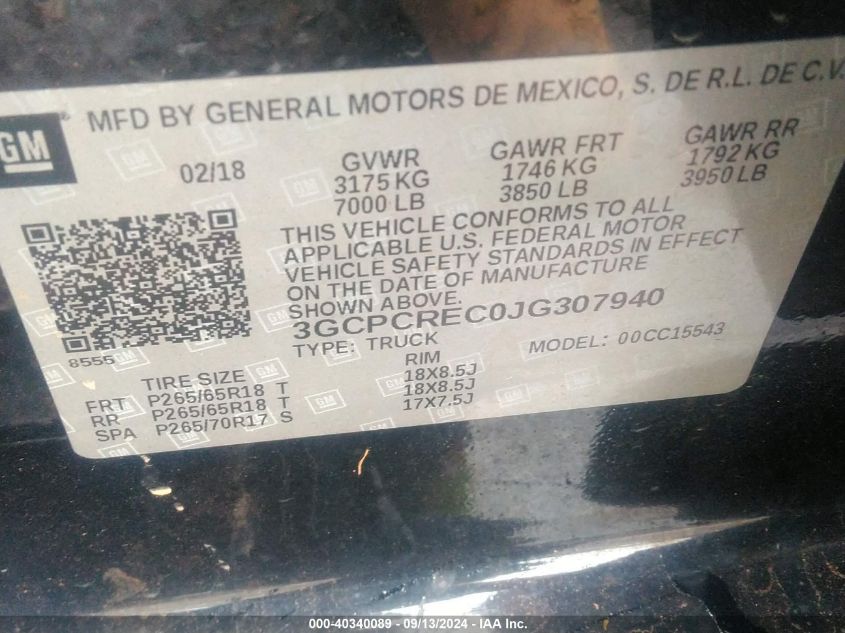 MFD BY GENERAL MOTORS DE MEXICO, S. DE R.L. DE C.V.
GM
02/18
GVWR GAWR FRT GAWR RR
3175 KG 1746 KG 1792 KG
7000 LB 3850 LB 3950 LB
THIS VEHICLE CONFORMS TO ALL
APPLICABLE U.S. FEDERAL MOTOR
VEHICLE SAFETY STANDARDS IN EFFECT
ON THE DATE OF MANUFACTURE
SHOWN ABOVE.
3GCPCREC0JG307940
8555
TYPE: TRUCK MODEL: 00CC15543
TIRE SIZE RIM
FRT P265/65R18 T 18X8.5J
RR P265/65R18 T 18X8.5J
SPA P265/70R17 S 17X7.5J
000-40340089 - 09/13/2024 - IAA Inc.